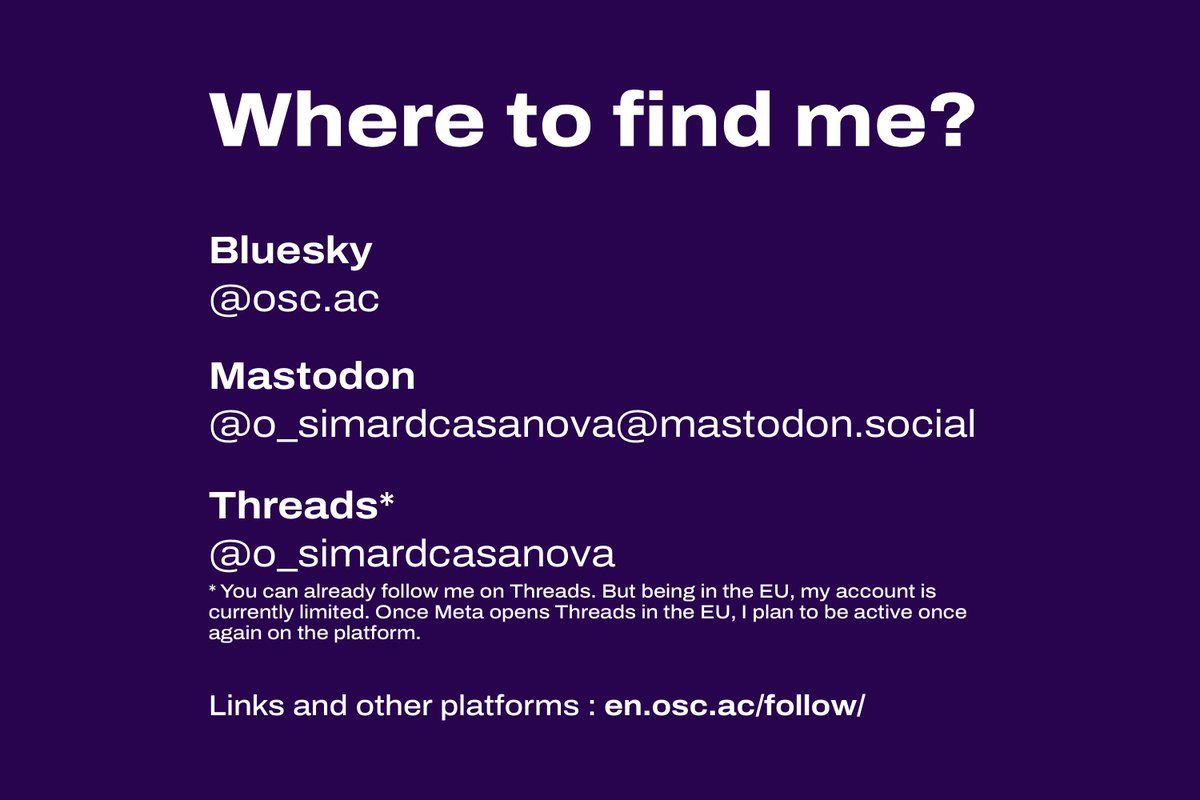 Where to find me?
Bluesky
@osc.ac
Mastodon
@o_simardcasanova@mastodon.social
Threads*
@o_simardcasanova
* You can already follow me on Threads. But being in the EU, my account is
currently limited. Once Meta opens Threads in the EU, I plan to be active once
again on the platform.
Links and other platforms : en.osc.ac/follow/